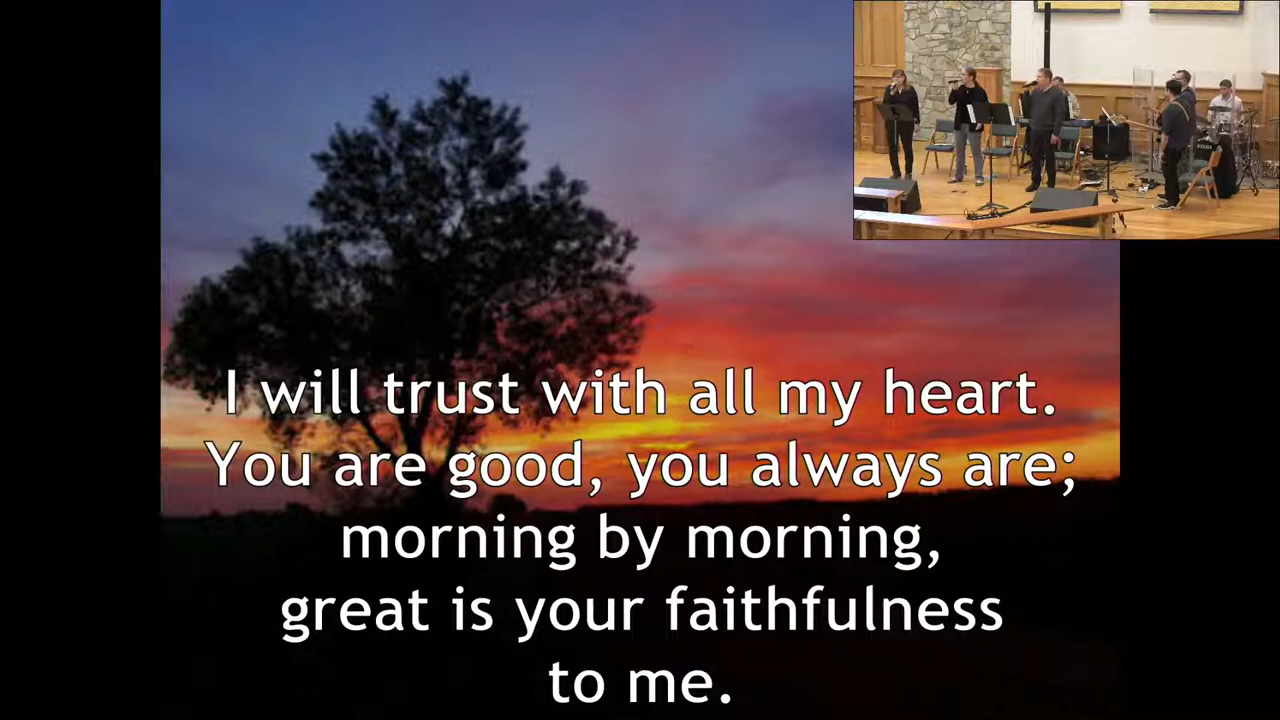 I will trust with all my heart.
You are good, you always are;
morning by morning,
great is your faithfulness
to me.